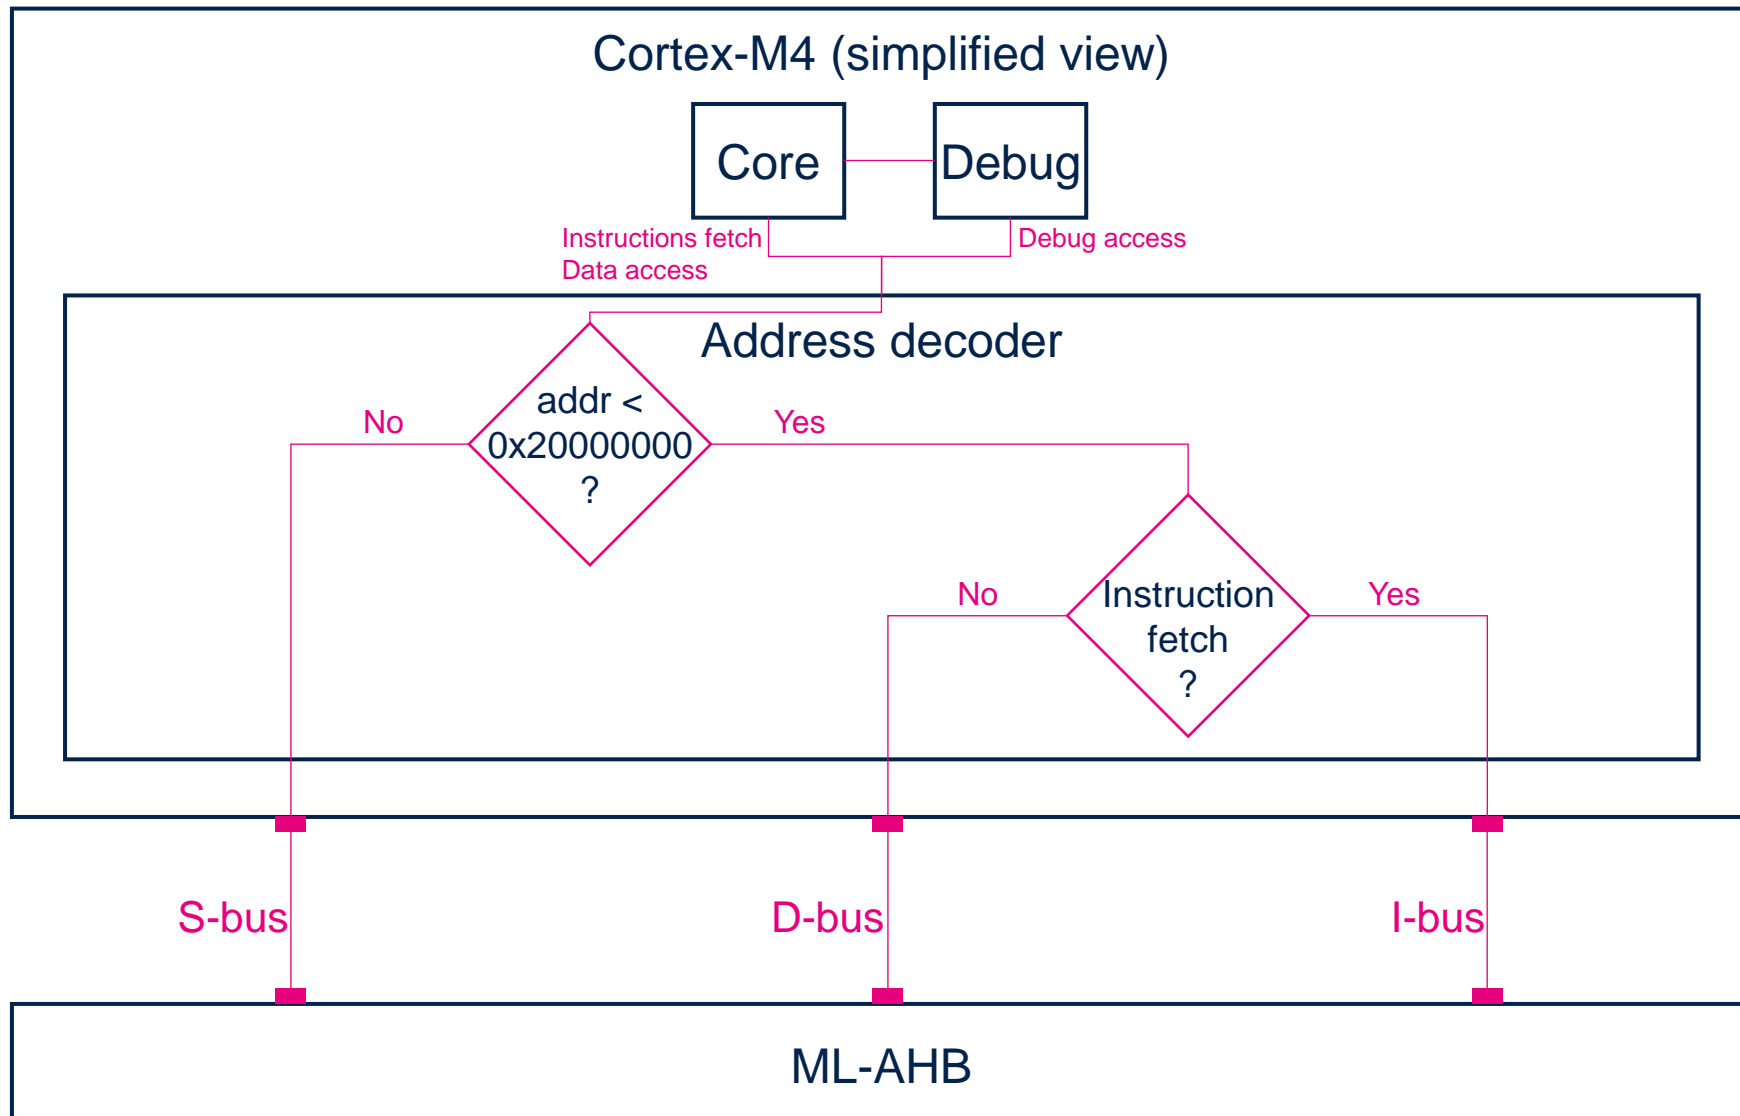 Cortex-M4 (simplified view)
Core
Debug
Instructions fetch
Data access
Debug access
Address decoder
addr <
0x20000000
?
No
Yes
Instruction
fetch
?
No
Yes
S-bus
D-bus
I-bus
ML-AHB